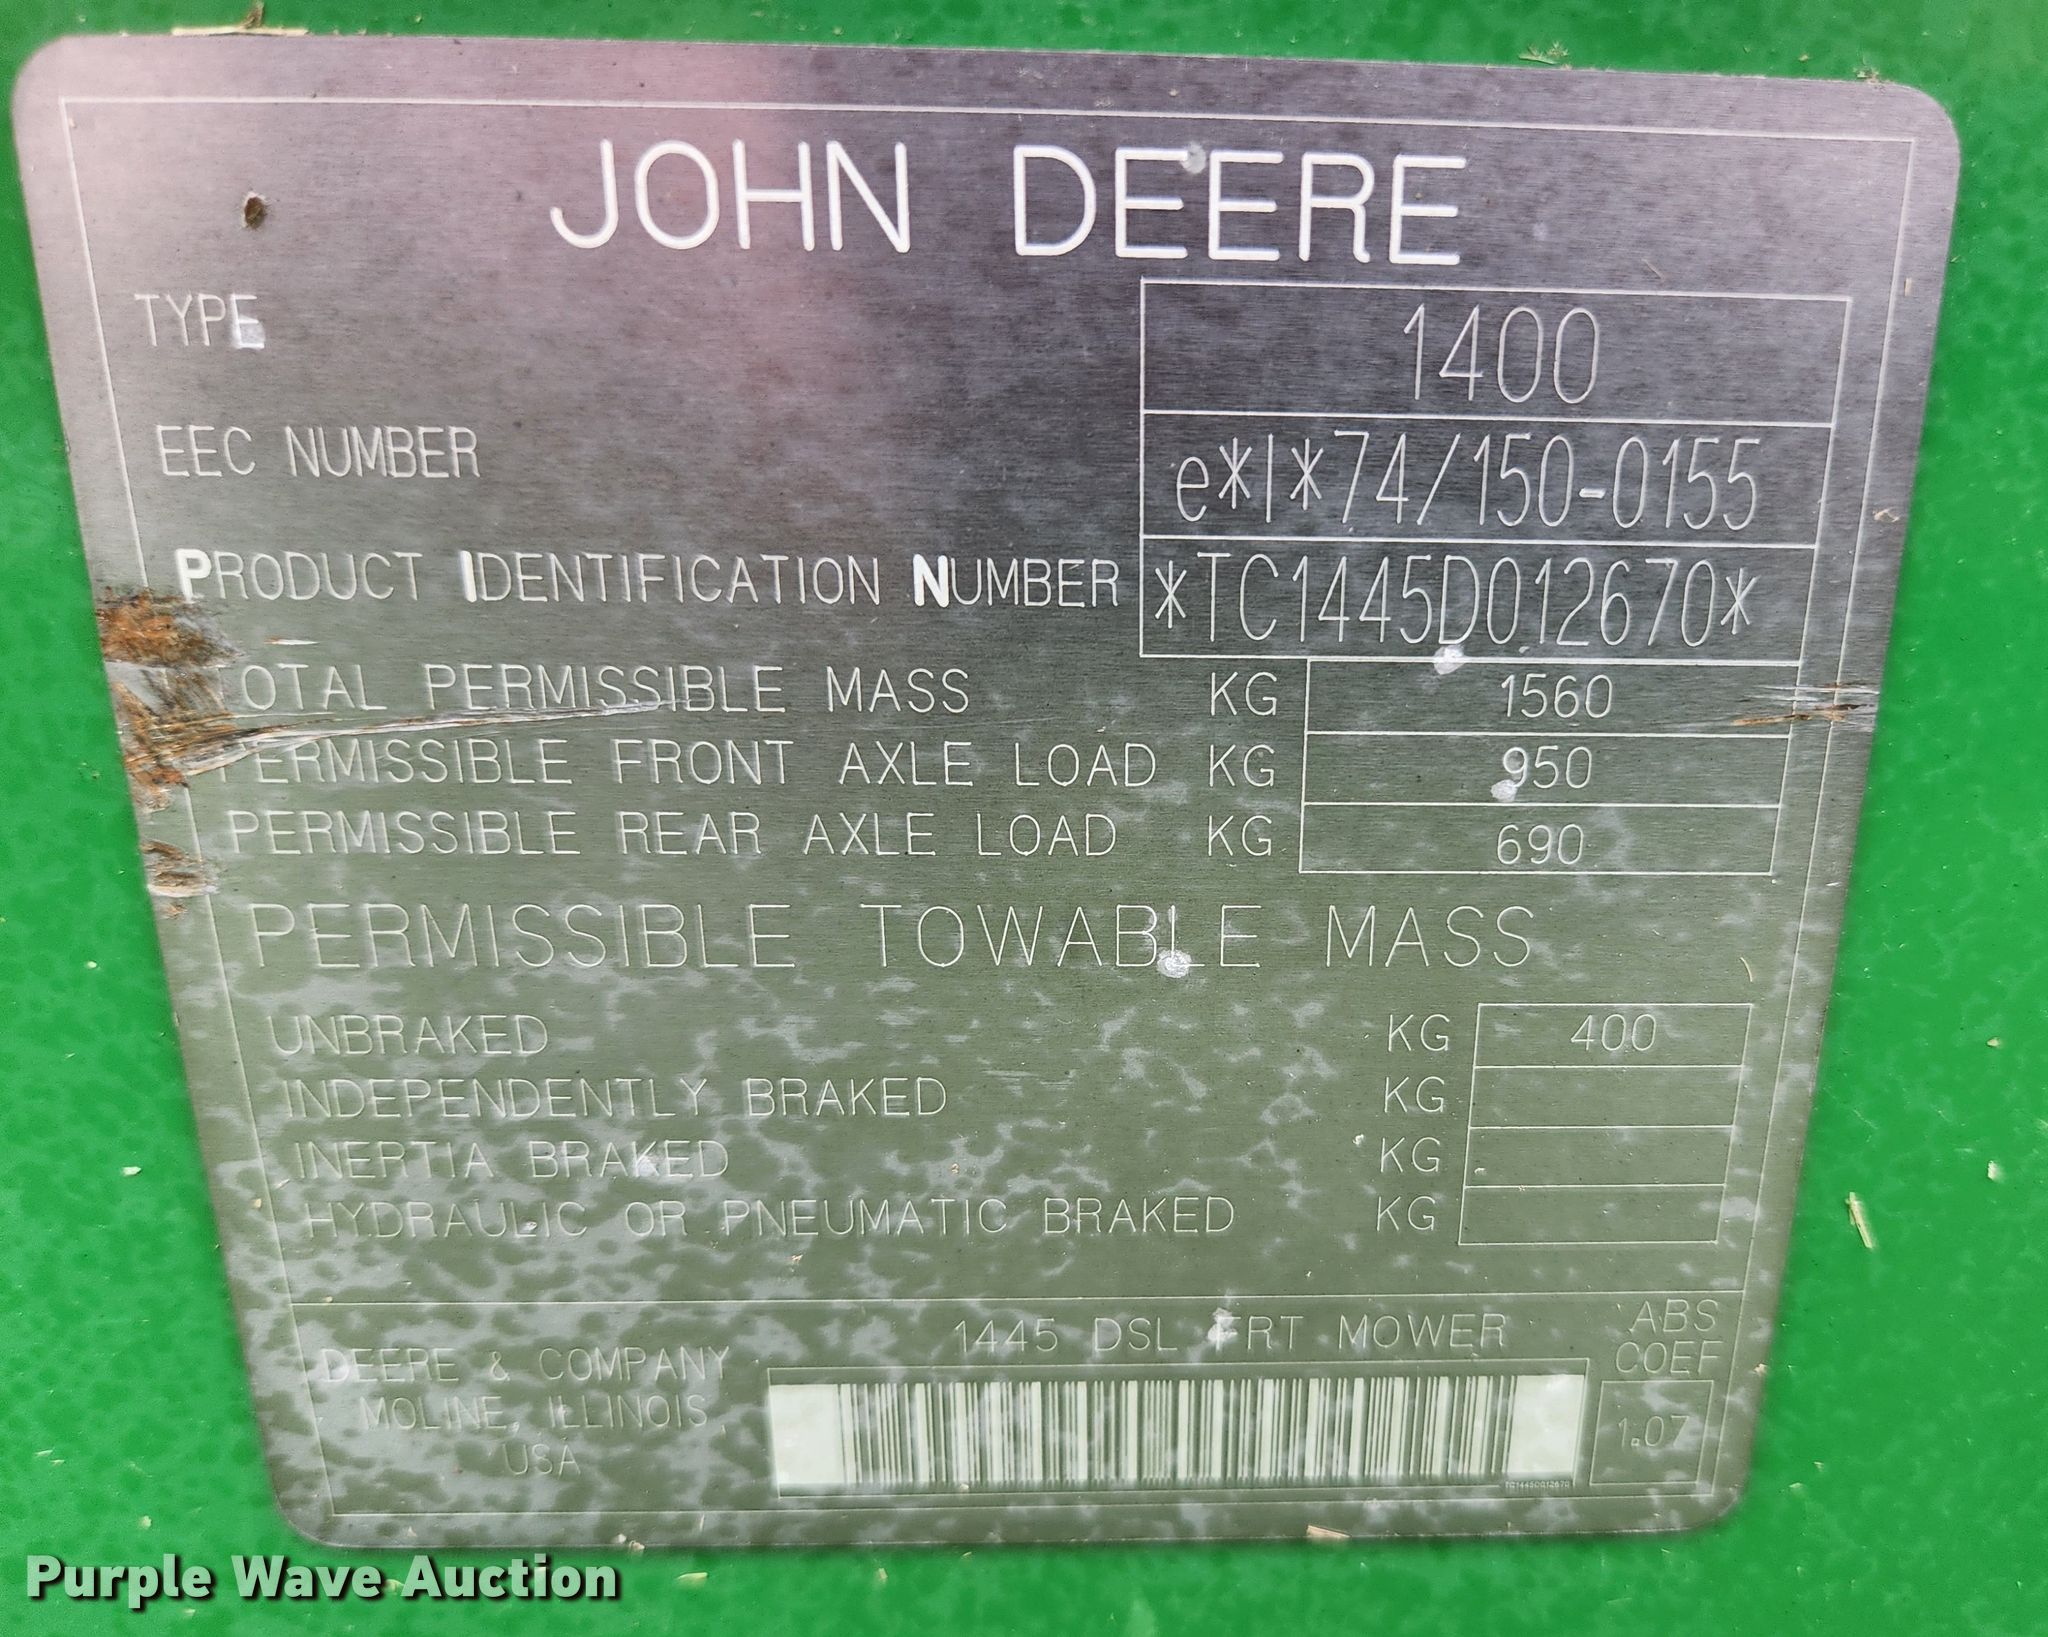 JOHN DEERE
TYPE 1400
EEC NUMBER e*I*74/150-0155
PRODUCT IDENTIFICATION NUMBER *TC1445D012670*
TOTAL PERMISSIBLE MASS KG 1560
PERMISSIBLE FRONT AXLE LOAD KG 950
PERMISSIBLE REAR AXLE LOAD KG 690
PERMISSIBLE TOWABLE MASS
UNBRAKED KG 400
INDEPENDENTLY BRAKED KG
INERTIA BRAKED KG
HYDRAULIC OR PNEUMATIC BRAKED KG
DEERE & COMPANY
MOLINE, ILLINOIS,
USA
1445 DSL FRT MOWER
TC1445D012670
ABS
COEF
1.07
Purple Wave Auction